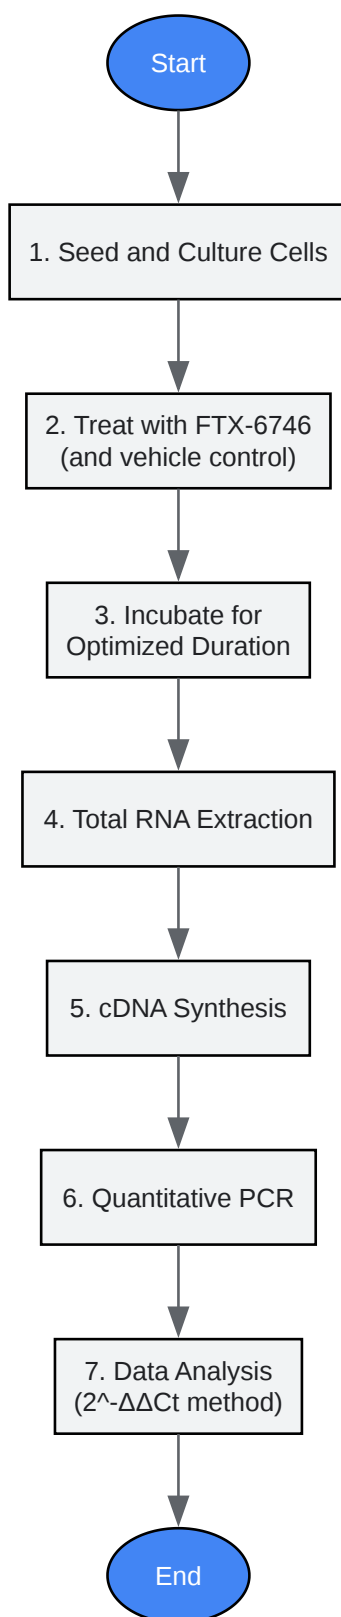 Start
1. Seed and Culture Cells
2. Treat with FTX-6746
(and vehicle control)
3. Incubate for
Optimized Duration
4. Total RNA Extraction
5. cDNA Synthesis
6. Quantitative PCR
7. Data Analysis
(2^-ΔΔCt method)
End